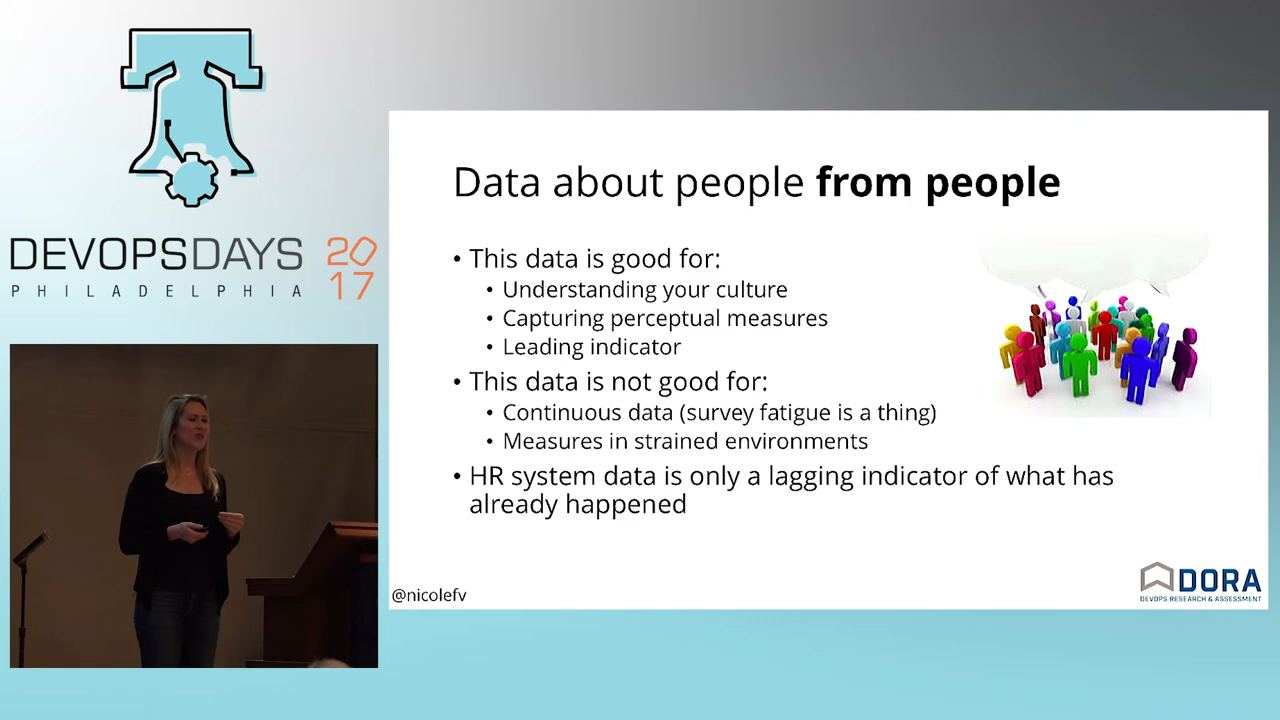 DEVOPSDAYS 2017
PHILADELPHIA
Data about people from people
• This data is good for:
• Understanding your culture
• Capturing perceptual measures
• Leading indicator
• This data is not good for:
• Continuous data (survey fatigue is a thing)
• Measures in strained environments
• HR system data is only a lagging indicator of what has
already happened
@nicolefv
DORA
DEVOPS RESEARCH & ASSESSMENT